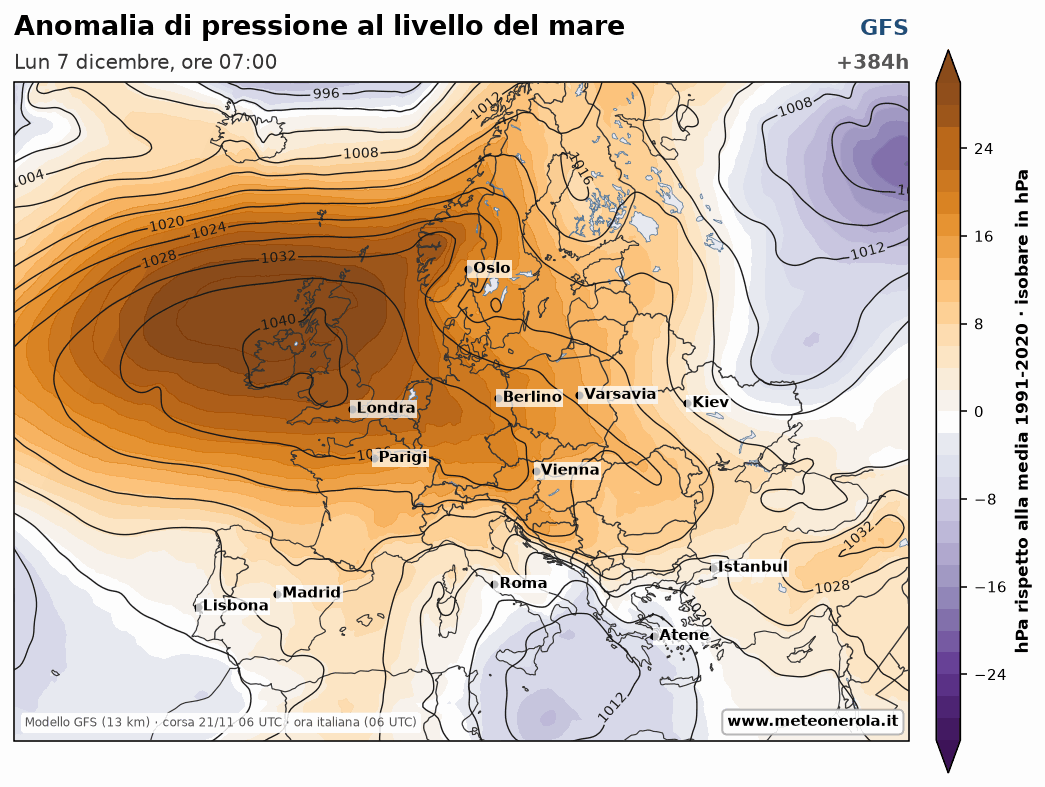 Anomalia di pressione al livello del mare
GFS
Lun 7 dicembre, ore 07:00
+384h
996
1012
1008
1008
1016
1004
1020
1024
1012
1028
1032
Oslo
1040
Berlino
Varsavia
Kiev
Londra
Parigi
Vienna
1032
Istanbul
Roma
1028
Madrid
Lisbona
1020
Atene
1012
Modello GFS (13 km) · corsa 21/11 06 UTC · ora italiana (06 UTC)
www.meteonerola.it
24
16
8
0
−8
−16
−24
hPa rispetto alla media 1991-2020 · isobare in hPa